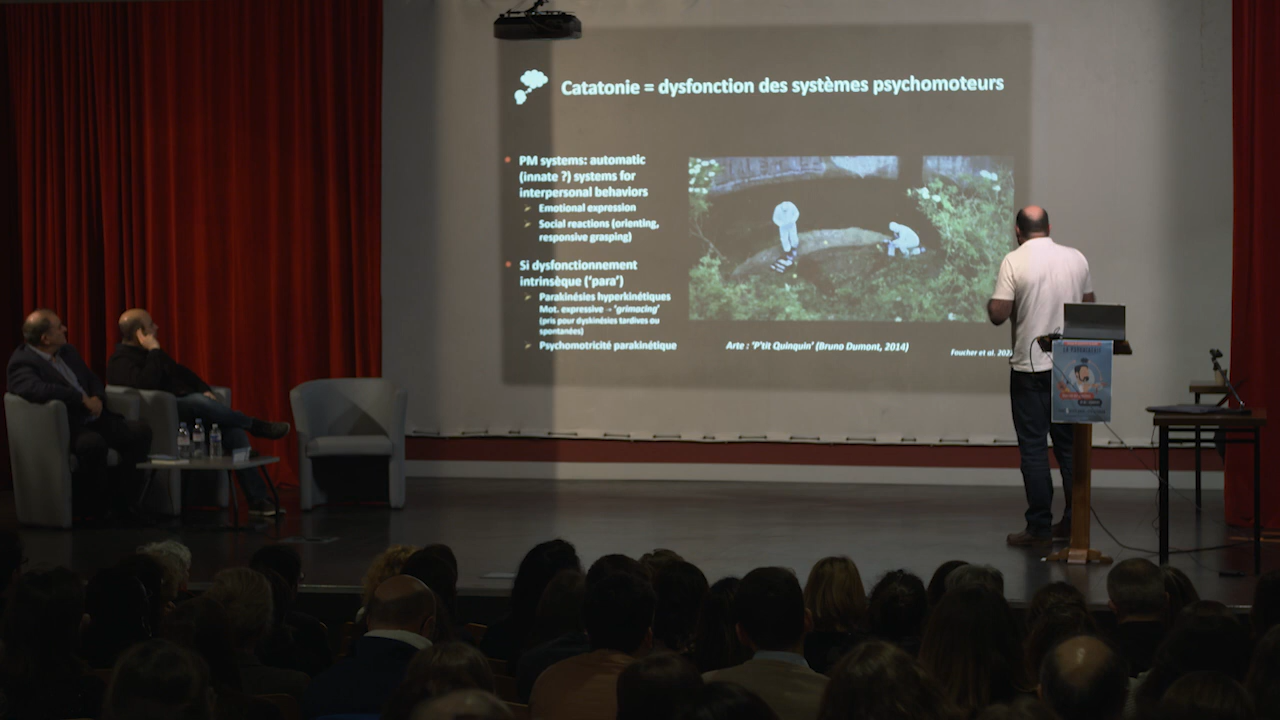 Catatonie = dysfonction des systèmes psychomoteurs
PM systems: automatic
(innate ?) systems for
interpersonal behaviors
Emotional expression
Social reactions (orienting,
responsive grasping)
Si dysfonctionnement
intrinsèque ('para')
Parakinésies hyperkinétiques
Mot. expressive - 'grimacing'
(pris pour dyskinésies tardives ou
spontanées)
Psychomotricité parakinétique
Arte : 'P'tit Quinquin' (Bruno Dumont, 2014)
Foucher et al.